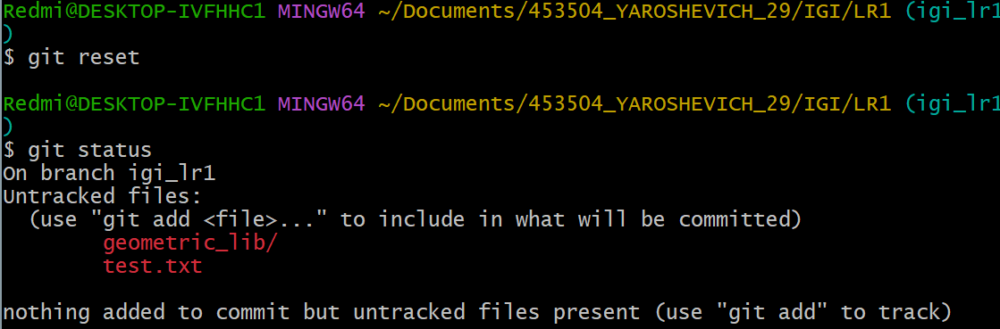 Redmi@DESKTOP-IVFHHC1 MINGW64 ~/Documents/453504_YAROSHEVICH_29/IGI/LR1 (igi_lr1
)
$ git reset
Redmi@DESKTOP-IVFHHC1 MINGW64 ~/Documents/453504_YAROSHEVICH_29/IGI/LR1 (igi_lr1
)
$ git status
On branch igi_lr1
Untracked files:
  (use "git add <file>..." to include in what will be committed)
        geometric_lib/
        test.txt
nothing added to commit but untracked files present (use "git add" to track)